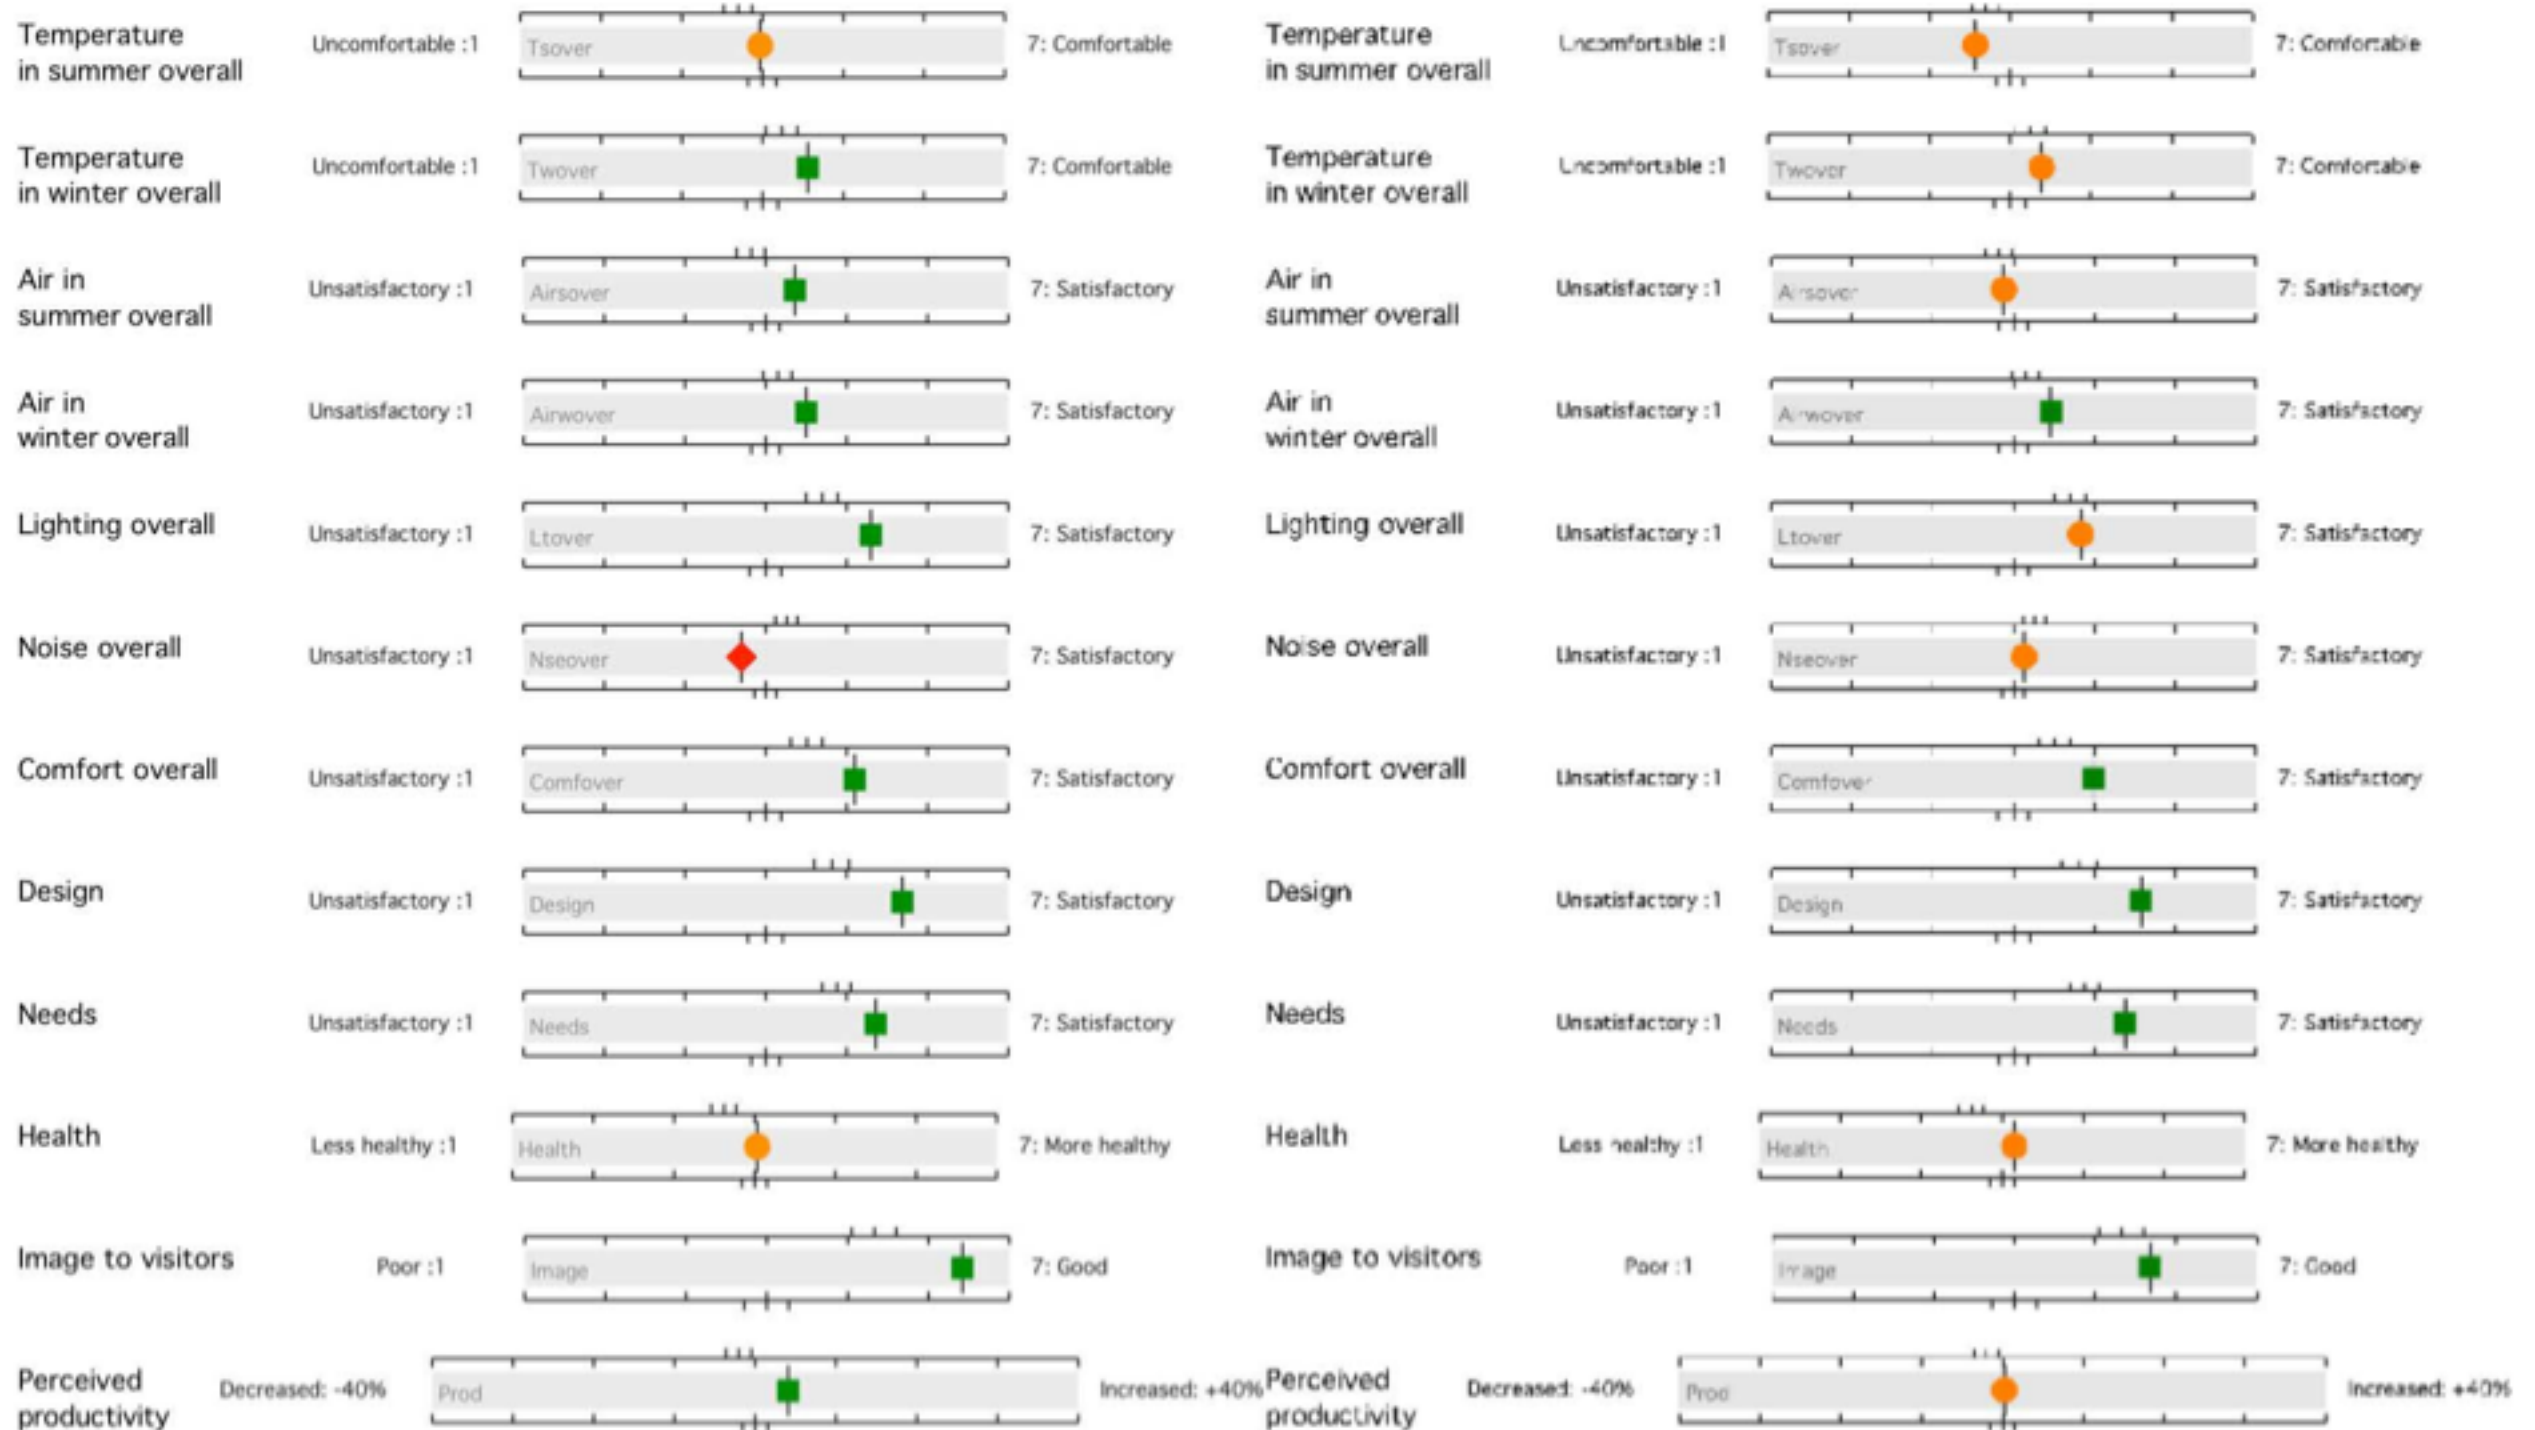 Temperature
in summer overall
Uncomfortable :1
Tsover
7: Comfortable
Temperature
in winter overall
Uncomfortable :1
Twover
7: Comfortable
Air in
summer overall
Unsatisfactory :1
Airsover
7: Satisfactory
Air in
winter overall
Unsatisfactory :1
Airwover
7: Satisfactory
Lighting overall
Unsatisfactory :1
Ltover
7: Satisfactory
Noise overall
Unsatisfactory :1
Nseover
7: Satisfactory
Comfort overall
Unsatisfactory :1
Comfover
7: Satisfactory
Design
Unsatisfactory :1
Design
7: Satisfactory
Needs
Unsatisfactory :1
Needs
7: Satisfactory
Health
Less healthy :1
Health
7: More healthy
Image to visitors
Poor :1
Image
7: Good
Perceived
productivity
Decreased: -40%
Prod
Increased: +40%
Temperature
in summer overall
Uncomfortable :1
Tsover
7: Comfortable
Temperature
in winter overall
Uncomfortable :1
Twover
7: Comfortable
Air in
summer overall
Unsatisfactory :1
Airsover
7: Satisfactory
Air in
winter overall
Unsatisfactory :1
Airwover
7: Satisfactory
Lighting overall
Unsatisfactory :1
Ltover
7: Satisfactory
Noise overall
Unsatisfactory :1
Nseover
7: Satisfactory
Comfort overall
Unsatisfactory :1
Comfover
7: Satisfactory
Design
Unsatisfactory :1
Design
7: Satisfactory
Needs
Unsatisfactory :1
Needs
7: Satisfactory
Health
Less healthy :1
Health
7: More healthy
Image to visitors
Poor :1
Image
7: Good
Perceived
productivity
Decreased: -40%
Prod
Increased: +40%